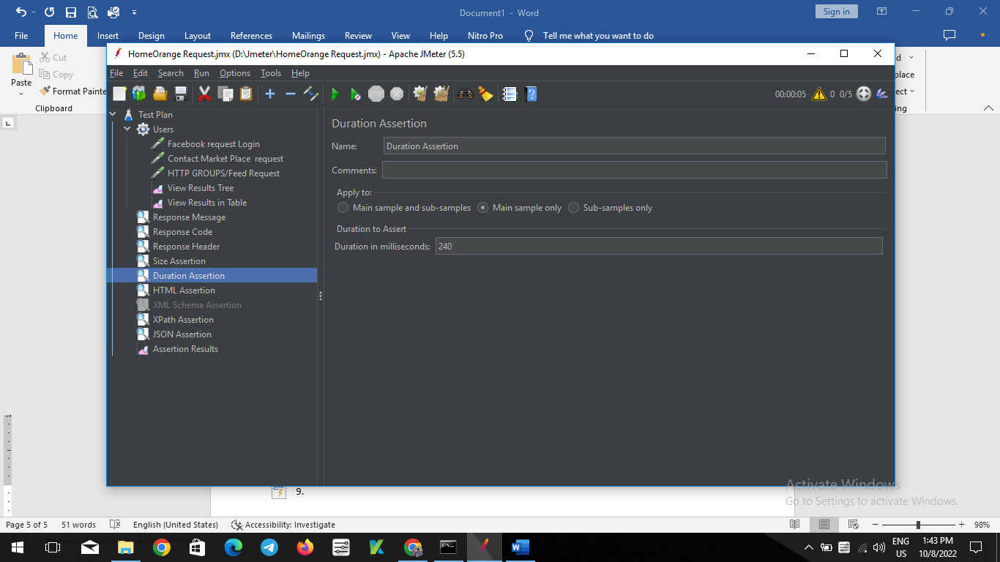 Document1 - Word
Sign in
File Home Insert Design Layout References Mailings Review View Help Nitro Pro Tell me what you want to do
Paste
Cut
Copy
Format Painte
Clipboard
HomeOrange Request.jmx (D:\Jmeter\HomeOrange Request.jmx) - Apache JMeter (5.5)
File Edit Search Run Options Tools Help
STOP
00:00:05 0 0/5
Test Plan
Users
Facebook request Login
Contact Market Place request
HTTP GROUPS/Feed Request
View Results Tree
View Results in Table
Response Message
Response Code
Response Header
Size Assertion
Duration Assertion
HTML Assertion
XML Schema Assertion
XPath Assertion
JSON Assertion
Assertion Results
Duration Assertion
Name: Duration Assertion
Comments:
Apply to:
Main sample and sub-samples Main sample only Sub-samples only
Duration to Assert
Duration in milliseconds: 240
d
place
ect
ing
9.
Activate Windows
Go to Settings to activate Windows.
Page 5 of 5 51 words English (United States) Accessibility: Investigate 98%
ENG
US
1:43 PM
10/8/2022